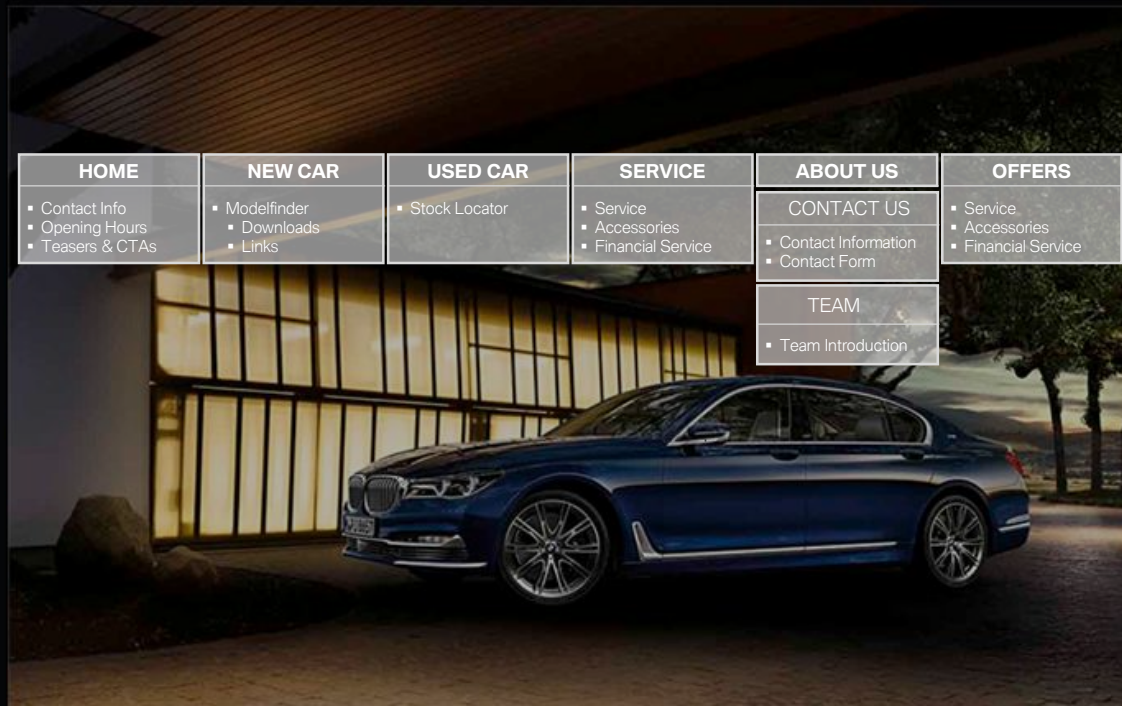 HOME
▪ Contact Info
▪ Opening Hours
▪ Teasers & CTAs
NEW CAR
▪ Modelfinder
▪ Downloads
▪ Links
USED CAR
▪ Stock Locator
SERVICE
▪ Service
▪ Accessories
▪ Financial Service
ABOUT US
CONTACT US
▪ Contact Information
▪ Contact Form
TEAM
▪ Team Introduction
OFFERS
▪ Service
▪ Accessories
▪ Financial Service